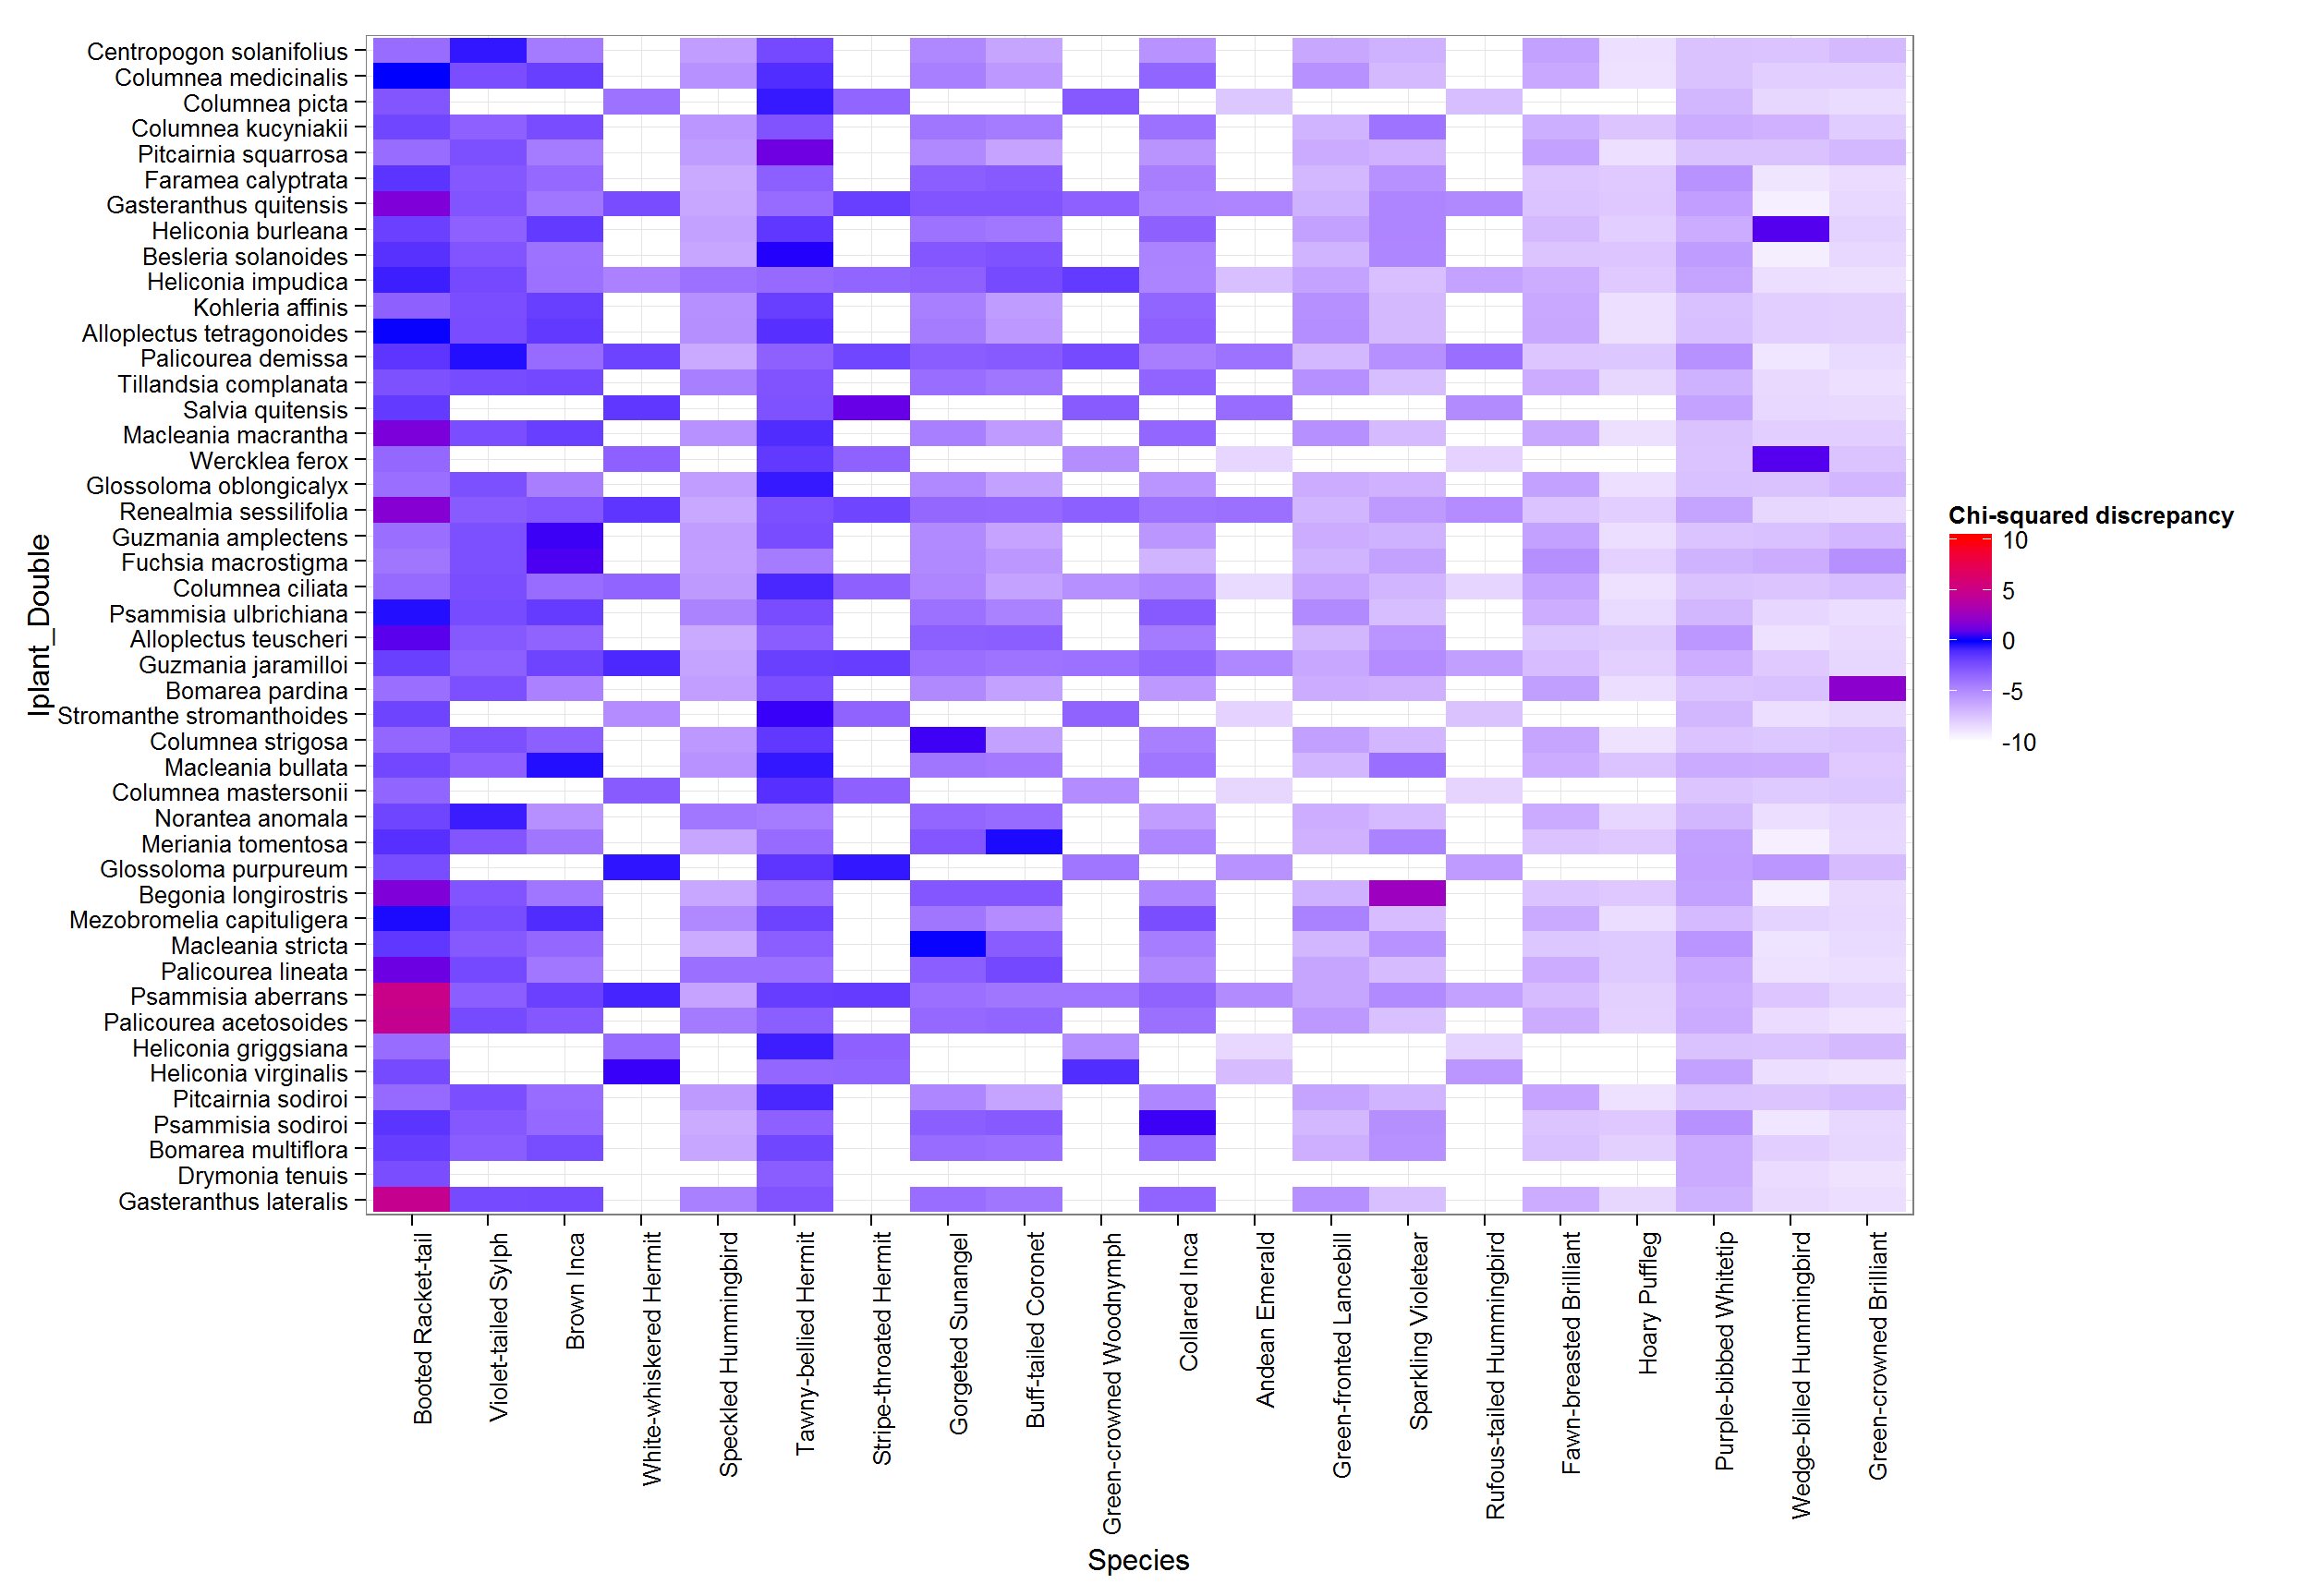 Iplant_Double
Centropogon solanifolius
Columnea medicinalis
Columnea picta
Columnea kucyniakii
Pitcairnia squarrosa
Faramea calyptrata
Gasteranthus quitensis
Heliconia burleana
Besleria solanoides
Heliconia impudica
Kohleria affinis
Alloplectus tetragonoides
Palicourea demissa
Tillandsia complanata
Salvia quitensis
Macleania macrantha
Wercklea ferox
Glossoloma oblongicalyx
Renealmia sessilifolia
Guzmania amplectens
Fuchsia macrostigma
Columnea ciliata
Psammisia ulbrichiana
Alloplectus teuscheri
Guzmania jaramilloi
Bomarea pardina
Stromanthe stromanthoides
Columnea strigosa
Macleania bullata
Columnea mastersonii
Norantea anomala
Meriania tomentosa
Glossoloma purpureum
Begonia longirostris
Mezobromelia capituligera
Macleania stricta
Palicourea lineata
Psammisia aberrans
Palicourea acetosoides
Heliconia griggsiana
Heliconia virginalis
Pitcairnia sodiroi
Psammisia sodiroi
Bomarea multiflora
Drymonia tenuis
Gasteranthus lateralis
Booted Racket-tail
Violet-tailed Sylph
Brown Inca
White-whiskered Hermit
Speckled Hummingbird
Tawny-bellied Hermit
Stripe-throated Hermit
Gorgeted Sunangel
Buff-tailed Coronet
Green-crowned Woodnymph
Collared Inca
Andean Emerald
Green-fronted Lancebill
Sparkling Violetear
Rufous-tailed Hummingbird
Fawn-breasted Brilliant
Hoary Puffleg
Purple-bibbed Whitetip
Wedge-billed Hummingbird
Green-crowned Brilliant
Species
Chi-squared discrepancy
10
5
0
-5
-10